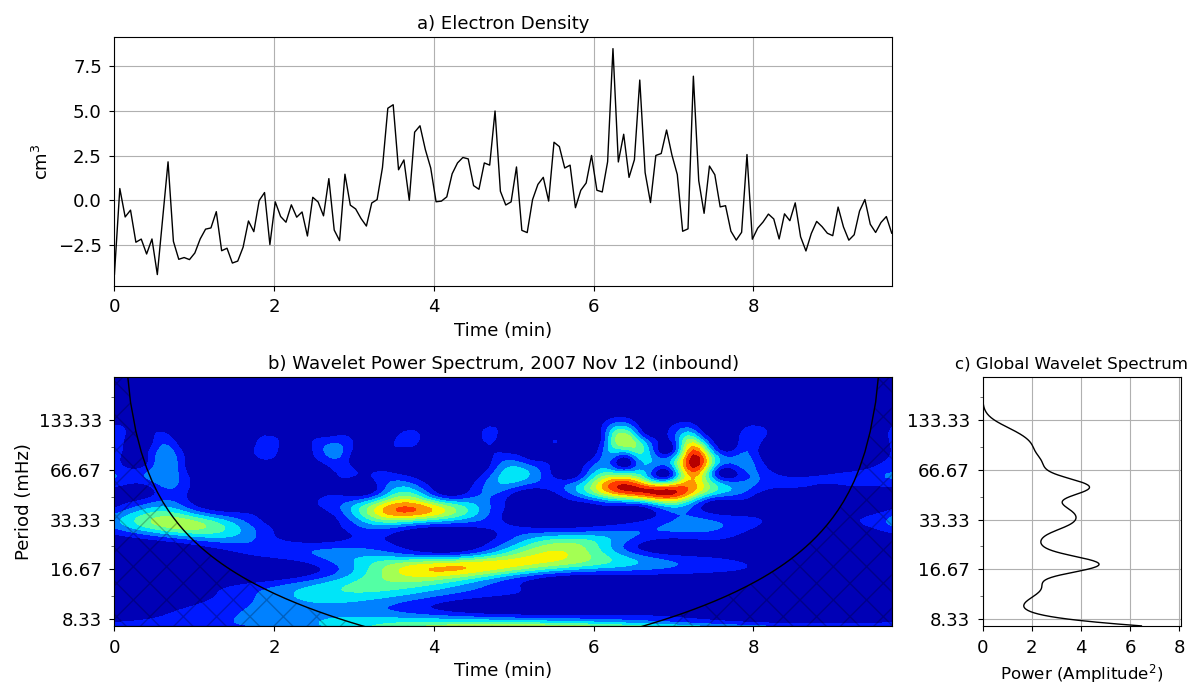 a) Electron Density
7.5
5.0
2.5
0.0
−2.5
cm³
0 2 4 6 8
Time (min)
b) Wavelet Power Spectrum, 2007 Nov 12 (inbound)
133.33
66.67
33.33
16.67
8.33
Period (mHz)
0 2 4 6 8
Time (min)
c) Global Wavelet Spectrum
133.33
66.67
33.33
16.67
8.33
0 2 4 6 8
Power (Amplitude²)